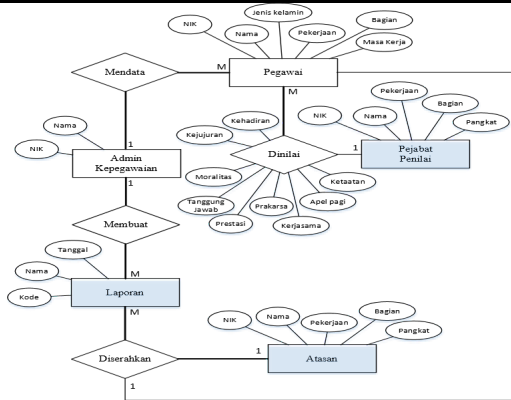 Jenis kelamin
NIK
Nama
Pekerjaan
Bagian
Masa Kerja
Mendata
M
Pegawai
M
Nama
NIK
1
Admin
Kepegawaian
1
Kehadiran
Kejujuran
Dinilai
1
Moralitas
Tanggung
Jawab
Prestasi
Prakarsa
Kerjasama
Apel pagi
Ketaatan
NIK
Nama
Pekerjaan
Bagian
Pangkat
Pejabat
Penilai
Membuat
M
Tanggal
Nama
Kode
Laporan
M
Diserahkan
1
1
NIK
Nama
Pekerjaan
Bagian
Pangkat
Atasan